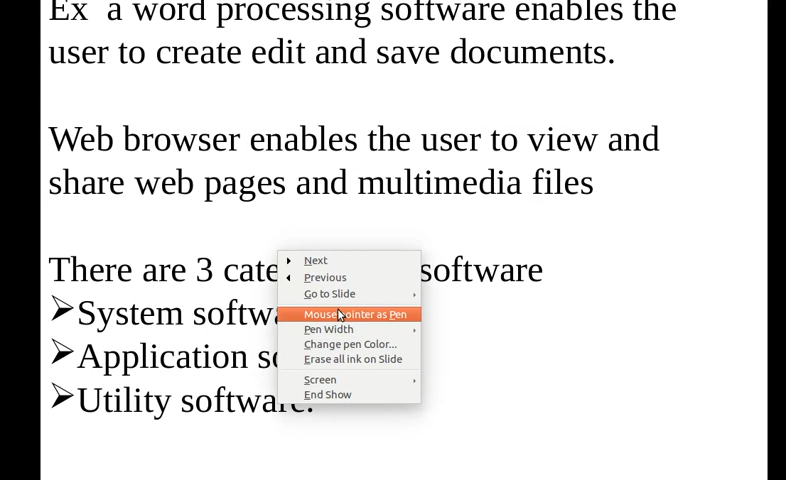 Ex a word processing software enables the
user to create edit and save documents.
Web browser enables the user to view and
share web pages and multimedia files
There are 3 cate software
System softwa
Application so
Utility software.
Next
Previous
Go to Slide
Mouse pointer as Pen
Pen Width
Change pen Color...
Erase all ink on Slide
Screen
End Show